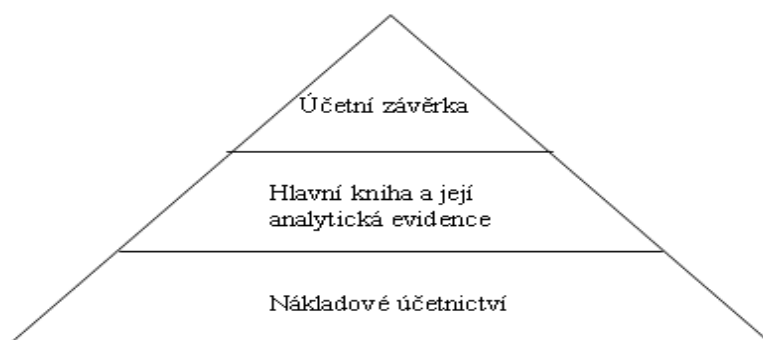 Účetní závěrka
Hlavní kniha a její
analytická evidence
Nákladové účetnictví